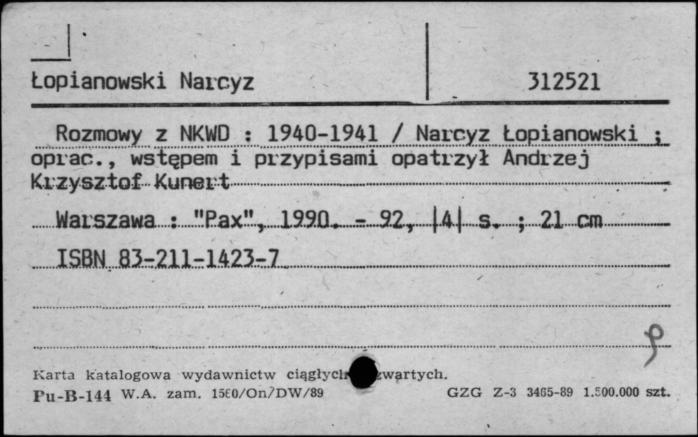 Łopianowski Narcyz 312521
Rozmowy z NKWD : 1940-1941 / Narcyz Łopianowski ;
oprac., wstępem i przypisami opatrzył Andrzej
Krzysztof Kunert
Warszawa : "Pax", 1990. - 92, |4| s. ; 21 cm
ISBN 83-211-1423-7
Karta katalogowa wydawnictw ciągłych zwartych.
Pu-B-144 W.A. zam. 1560/On/DW/89 GZG Z-3 3465-89 1.500.000 szt.